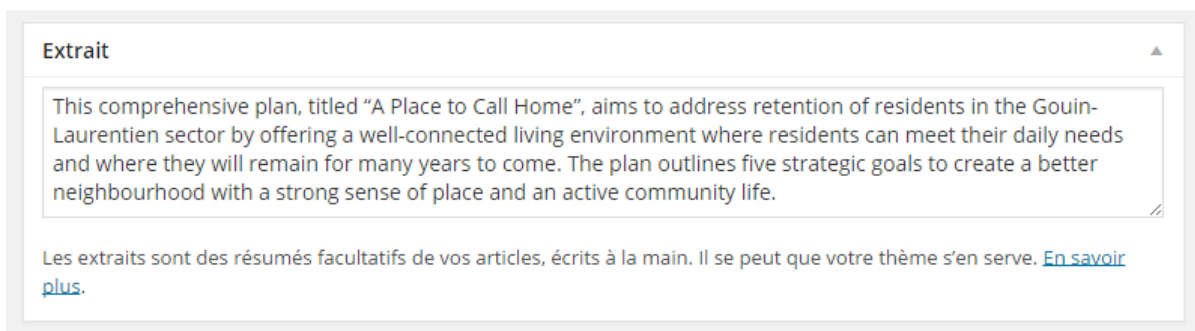 Extrait
This comprehensive plan, titled “A Place to Call Home”, aims to address retention of residents in the Gouin-
Laurentien sector by offering a well-connected living environment where residents can meet their daily needs
and where they will remain for many years to come. The plan outlines five strategic goals to create a better
neighbourhood with a strong sense of place and an active community life.
Les extraits sont des résumés facultatifs de vos articles, écrits à la main. Il se peut que votre thème s’en serve. En savoir
plus.